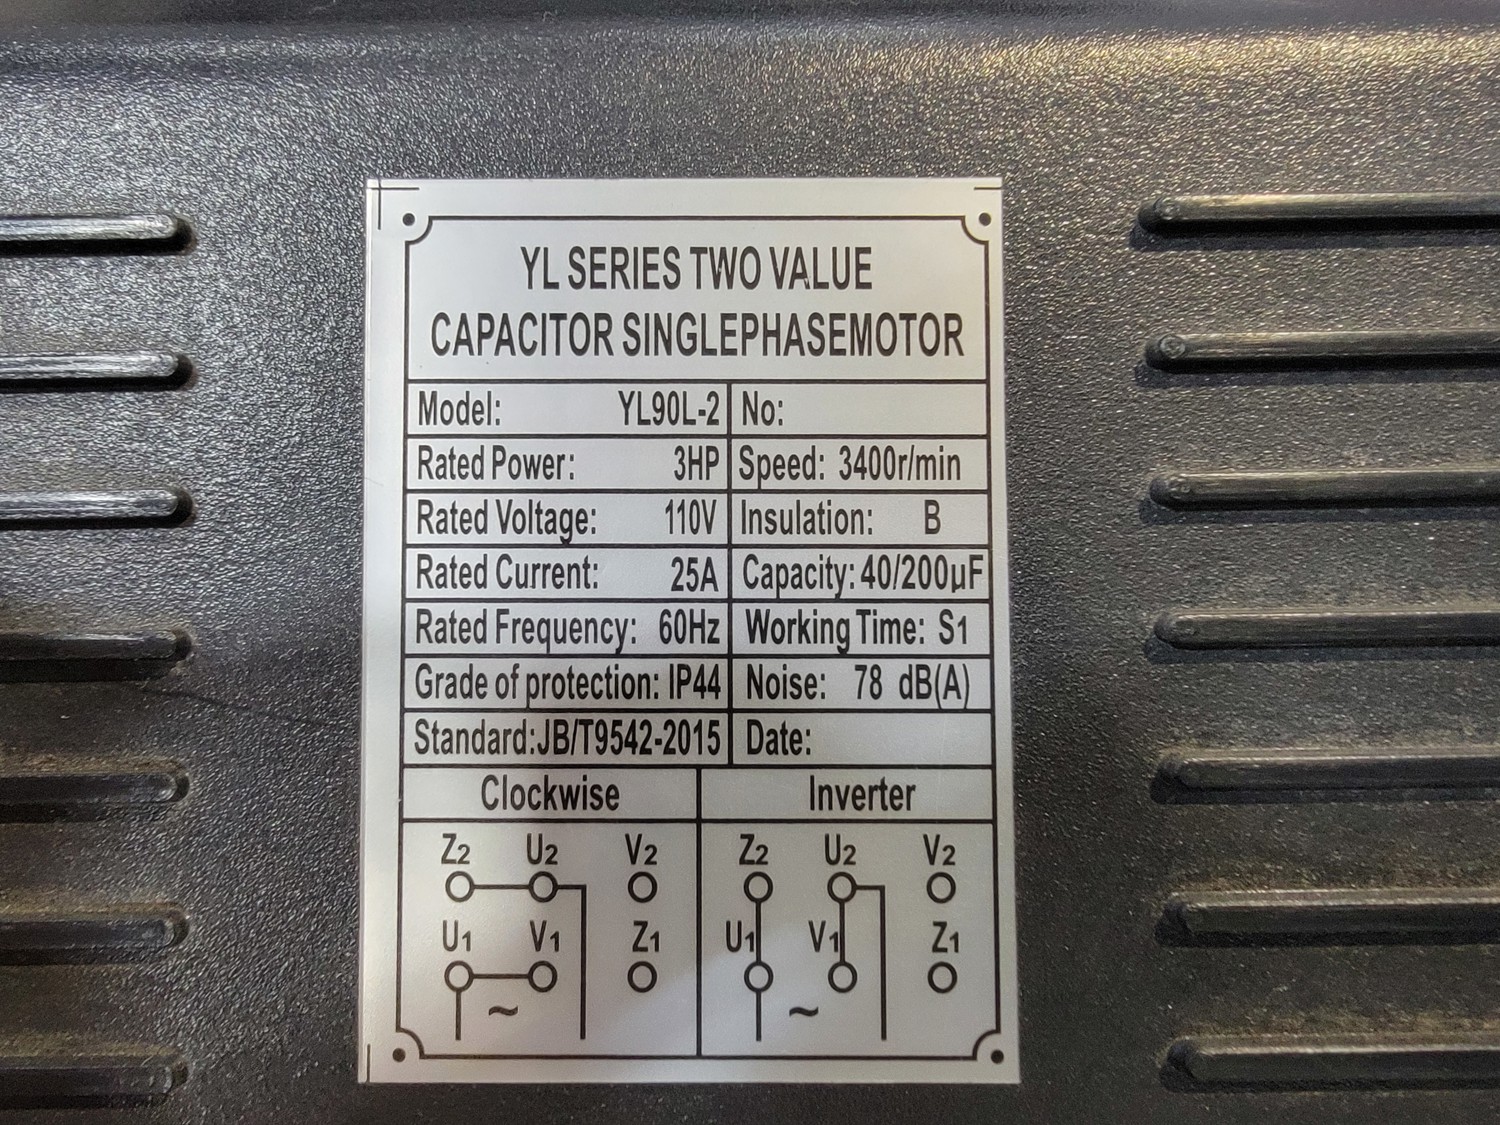 YL SERIES TWO VALUE
CAPACITOR SINGLEPHASEMOTOR
Model: YL90L-2 No:
Rated Power: 3HP Speed: 3400r/min
Rated Voltage: 110V Insulation: B
Rated Current: 25A Capacity: 40/200μF
Rated Frequency: 60Hz Working Time: S1
Grade of protection: IP44 Noise: 78 dB(A)
Standard:JB/T9542-2015 Date:
Clockwise Inverter
Z2 U2 V2 Z2 U2 V2
U1 V1 Z1 U1 V1 Z1
~ ~